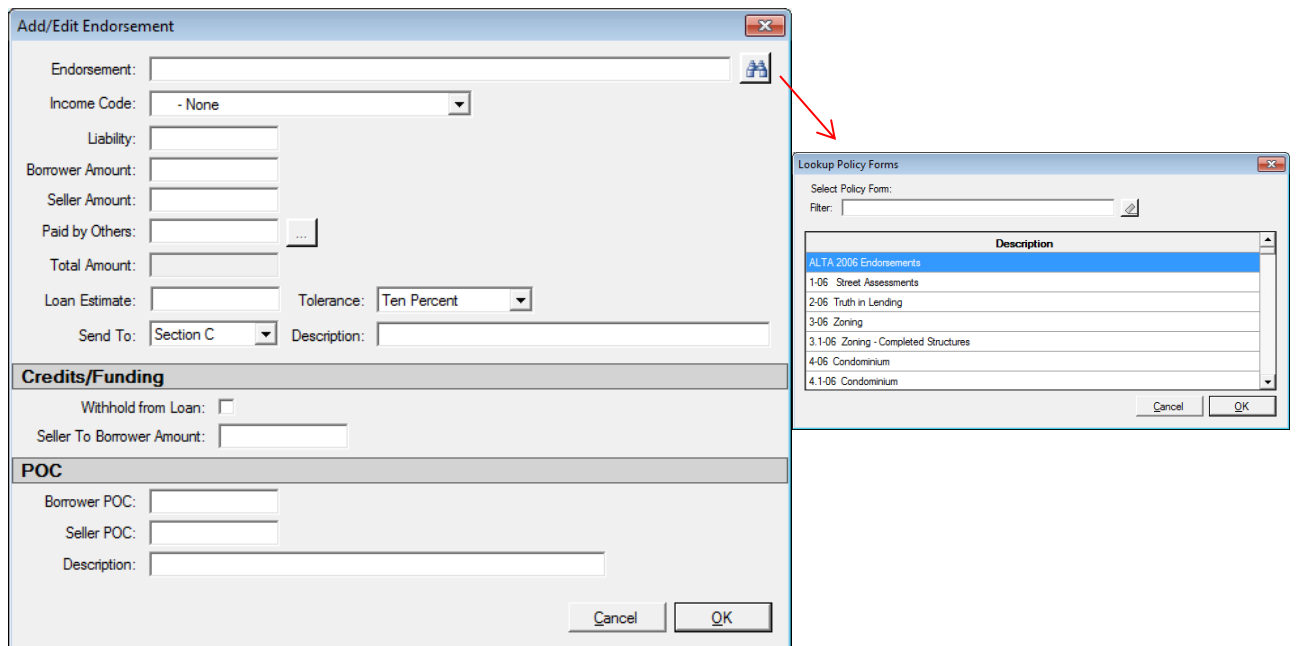 Add/Edit Endorsement
Endorsement:
Income Code: - None
Liability:
Borrower Amount:
Seller Amount:
Paid by Others: ...
Total Amount:
Loan Estimate: Tolerance: Ten Percent
Send To: Section C Description:
Credits/Funding
Withhold from Loan:
Seller To Borrower Amount:
POC
Borrower POC:
Seller POC:
Description:
Cancel OK
Lookup Policy Forms
Select Policy Form:
Filter:
Description
ALTA 2006 Endorsements
1-06 Street Assessments
2-06 Truth in Lending
3-06 Zoning
3.1-06 Zoning - Completed Structures
4-06 Condominium
4.1-06 Condominium
Cancel OK